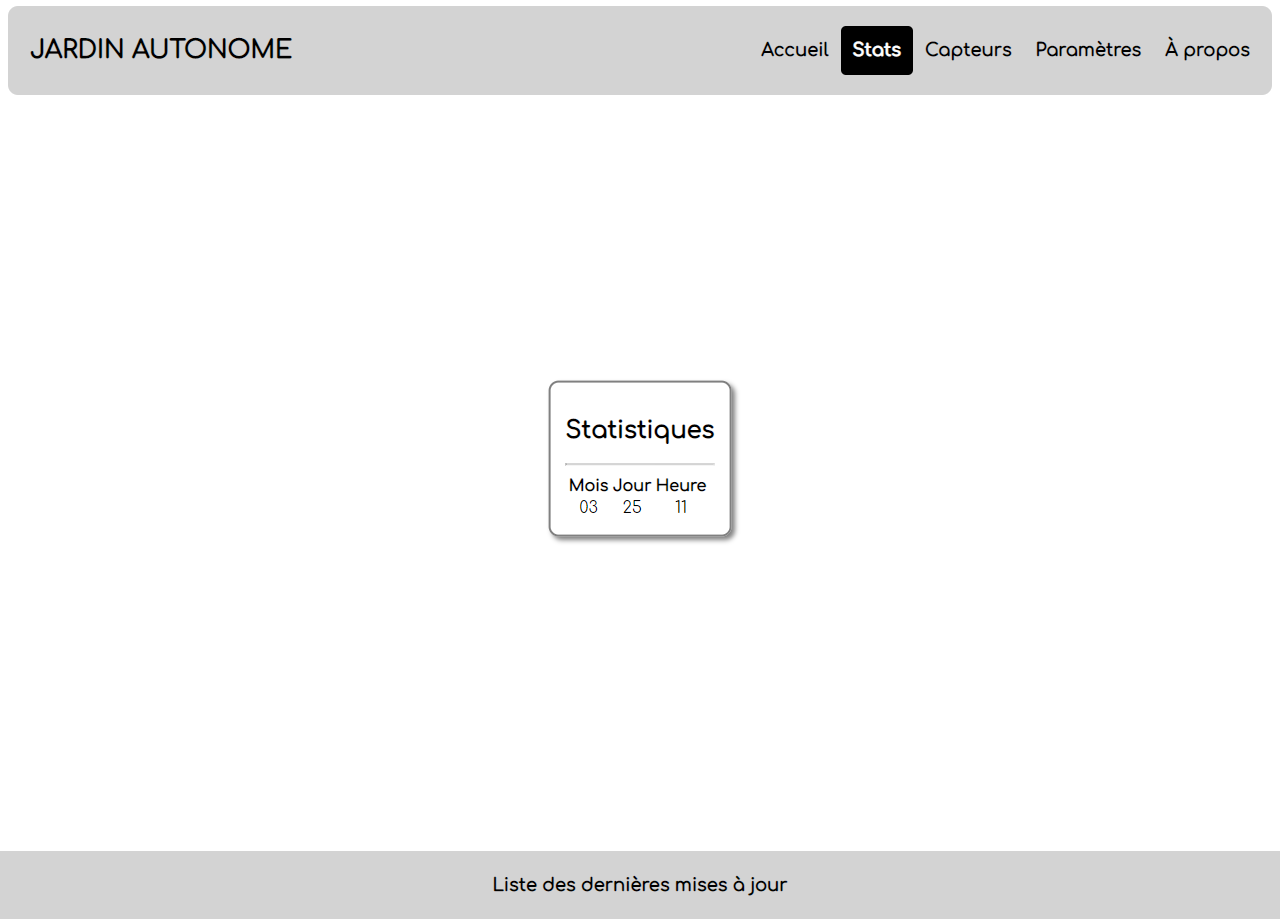 JARDIN AUTONOME
Accueil Stats Capteurs Paramètres À propos
Statistiques
Mois Jour Heure
03 25 11
Liste des dernières mises à jour